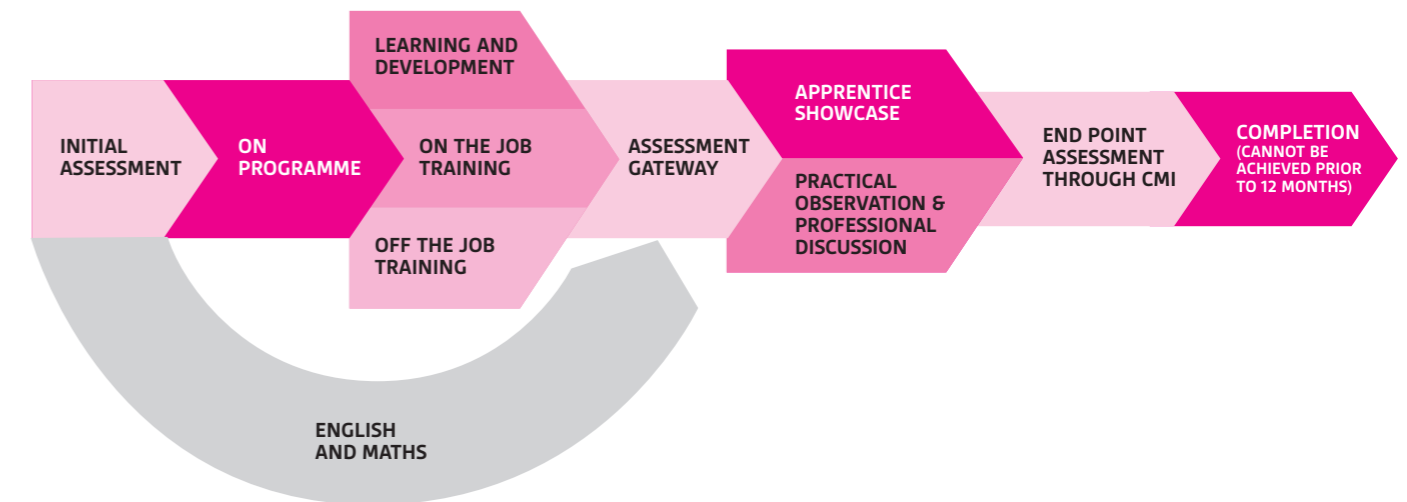 INITIAL
ASSESSMENT
ON
PROGRAMME
LEARNING AND
DEVELOPMENT
ON THE JOB
TRAINING
OFF THE JOB
TRAINING
ASSESSMENT
GATEWAY
APPRENTICE
SHOWCASE
PRACTICAL
OBSERVATION &
PROFESSIONAL
DISCUSSION
END POINT
ASSESSMENT
THROUGH CMI
COMPLETION
(CANNOT BE
ACHIEVED PRIOR
TO 12 MONTHS)
ENGLISH
AND MATHS